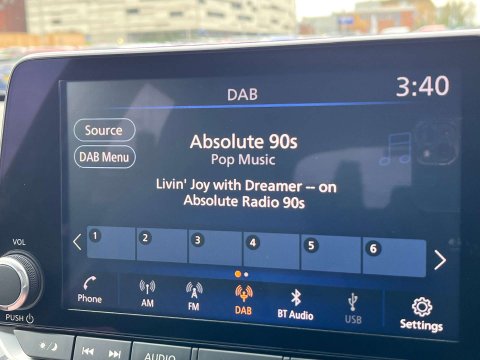 DAB
3:40
Source
DAB Menu
Absolute 90s
Pop Music
Livin' Joy with Dreamer -- on
Absolute Radio 90s
1 2 3 4 5 6
Phone
AM
FM
DAB
BT Audio
USB
Settings
VOL
PUSH
AUDIO